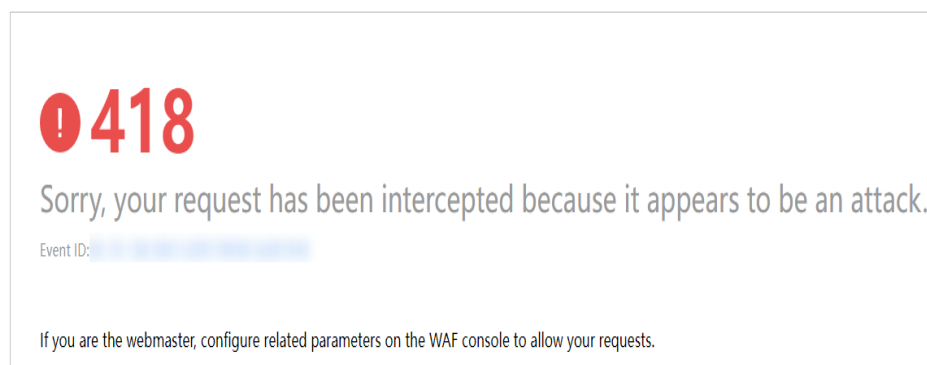 ! 418
Sorry, your request has been intercepted because it appears to be an attack.
Event ID:
If you are the webmaster, configure related parameters on the WAF console to allow your requests.